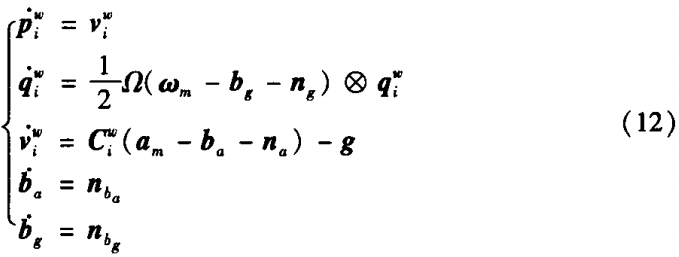 ṗ_i^w = v_i^w
q̇_i^w = 1/2 Ω(ω_m − b_g − n_g) ⊗ q_i^w
v̇_i^w = C_i^w(a_m − b_a − n_a) − g (12)
ḃ_a = n_{b_a}
ḃ_g = n_{b_g}